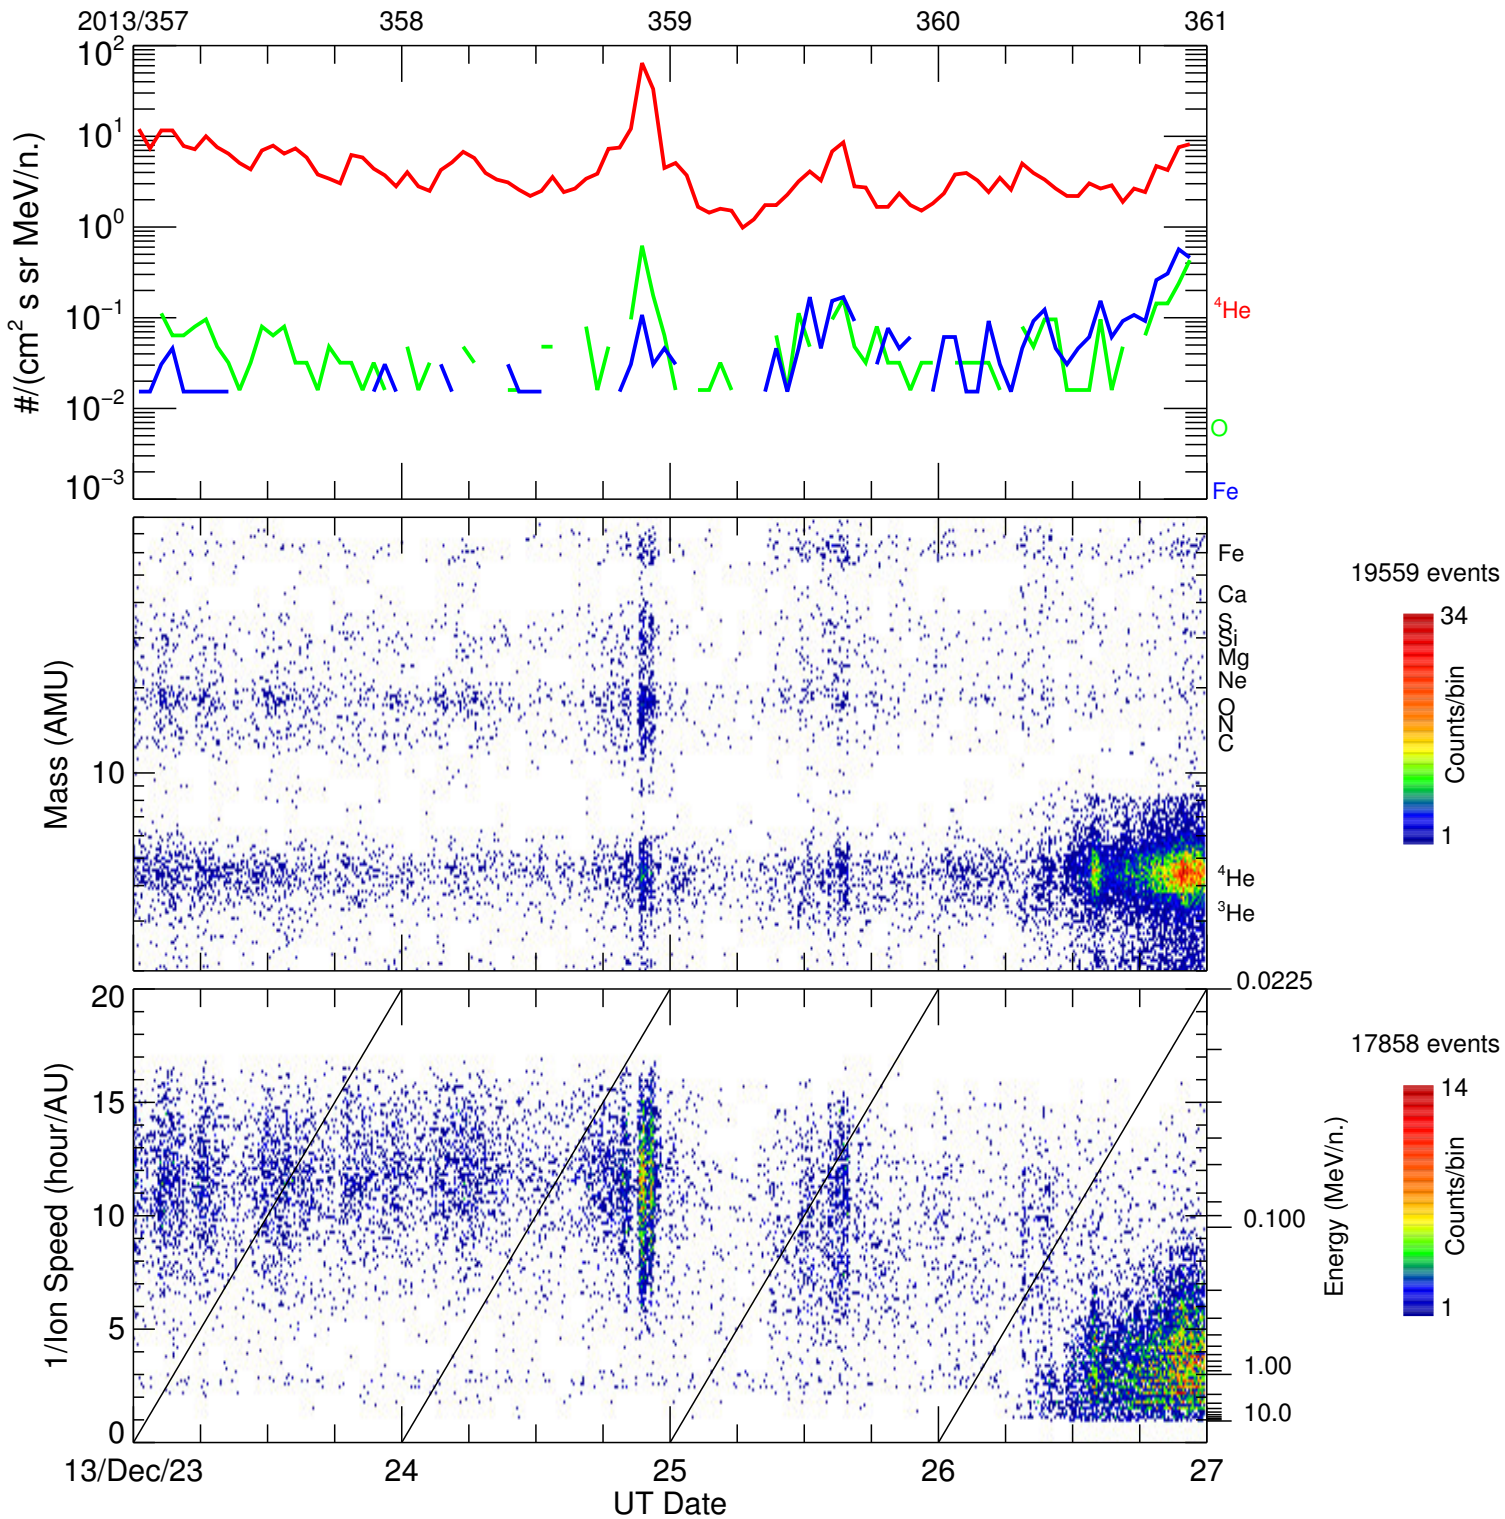 2013/357 358 359 360 361
10² 10¹ 10⁰ 10⁻¹ 10⁻² 10⁻³
#/(cm² s sr MeV/n.)
⁴He
O
Fe
Mass (AMU)
10
Fe
Ca
S
Si
Mg
Ne
O
N
C
⁴He
³He
19559 events
34
Counts/bin
1
1/Ion Speed (hour/AU)
20
15
10
5
0
0.0225
0.100
1.00
10.0
Energy (MeV/n.)
17858 events
14
Counts/bin
1
13/Dec/23 24 25 26 27
UT Date